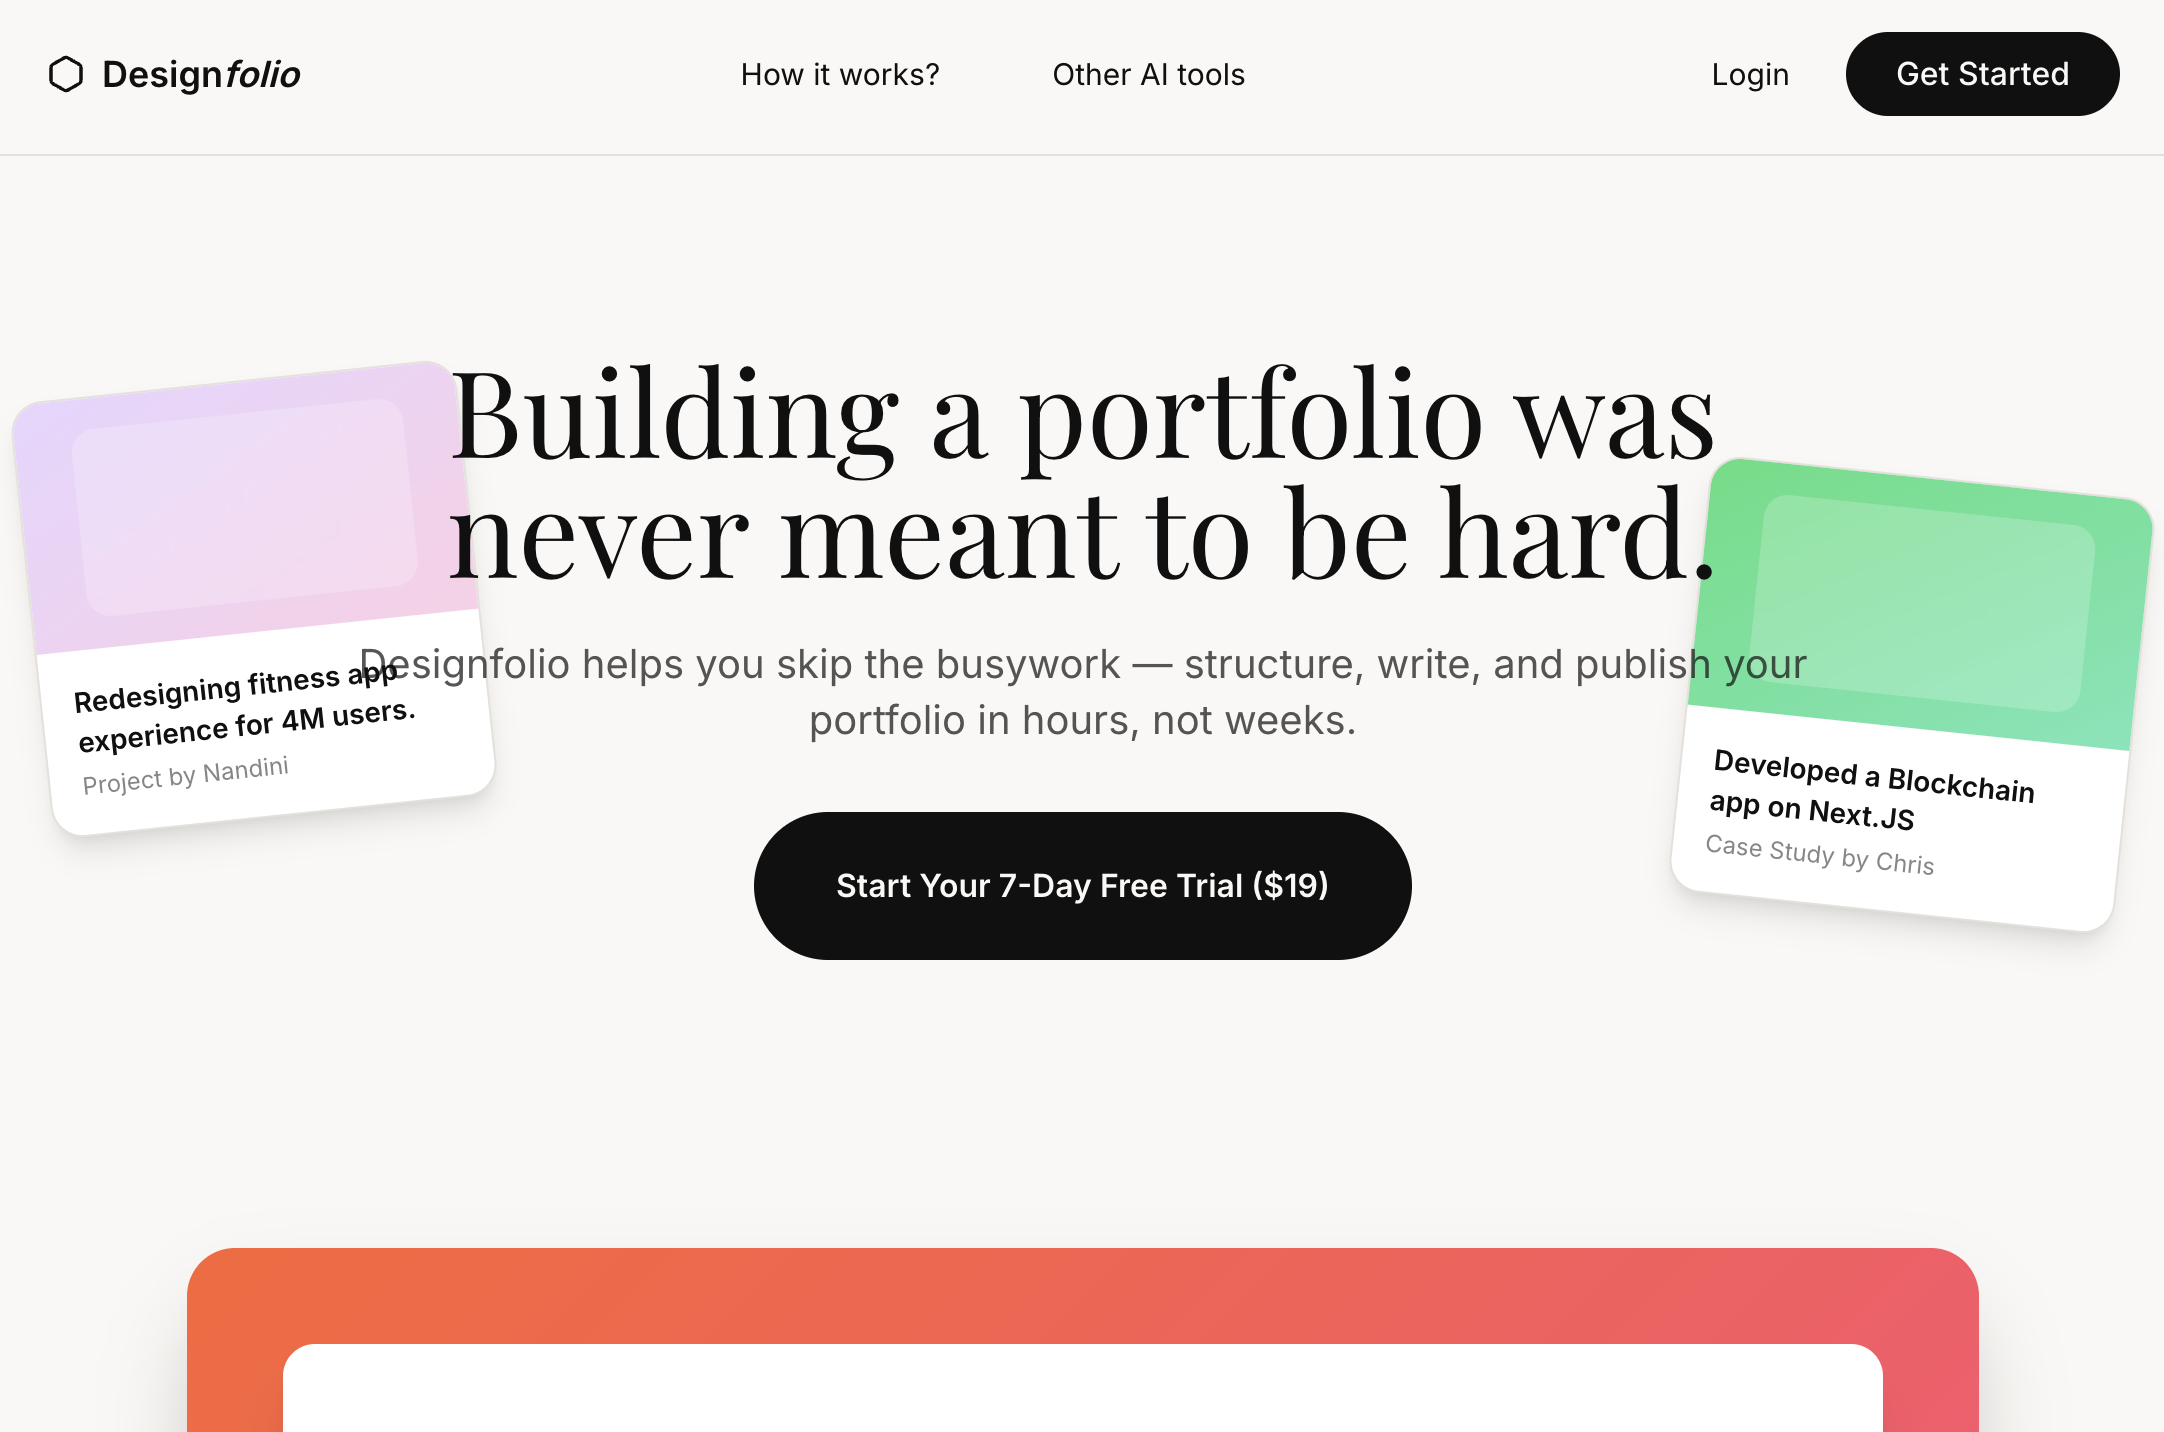 Designfolio
How it works?
Other AI tools
Login
Get Started
Building a portfolio was
never meant to be hard.
Designfolio helps you skip the busywork — structure, write, and publish your
portfolio in hours, not weeks.
Start Your 7-Day Free Trial ($19)
Redesigning fitness app
experience for 4M users.
Project by Nandini
Developed a Blockchain
app on Next.JS
Case Study by Chris